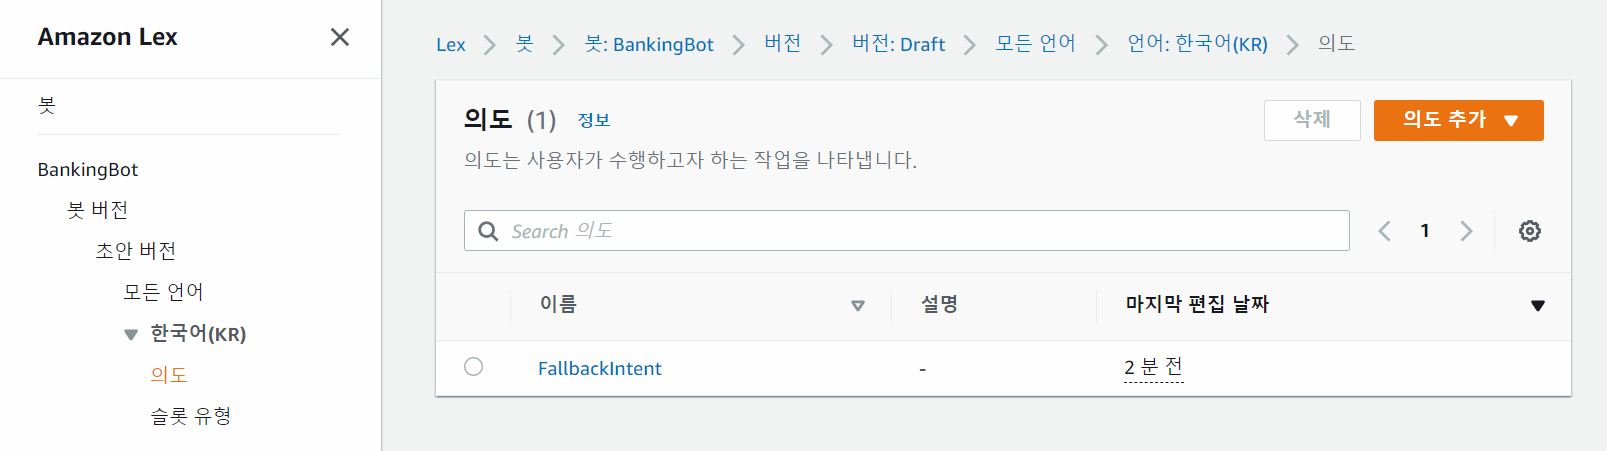 Amazon Lex
봇
BankingBot
봇 버전
초안 버전
모든 언어
한국어(KR)
의도
슬롯 유형
Lex 봇 봇: BankingBot 버전 버전: Draft 모든 언어 언어: 한국어(KR) 의도
의도 (1) 정보
삭제
의도 추가
의도는 사용자가 수행하고자 하는 작업을 나타냅니다.
Search 의도
1
이름 설명 마지막 편집 날짜
FallbackIntent - 2 분 전